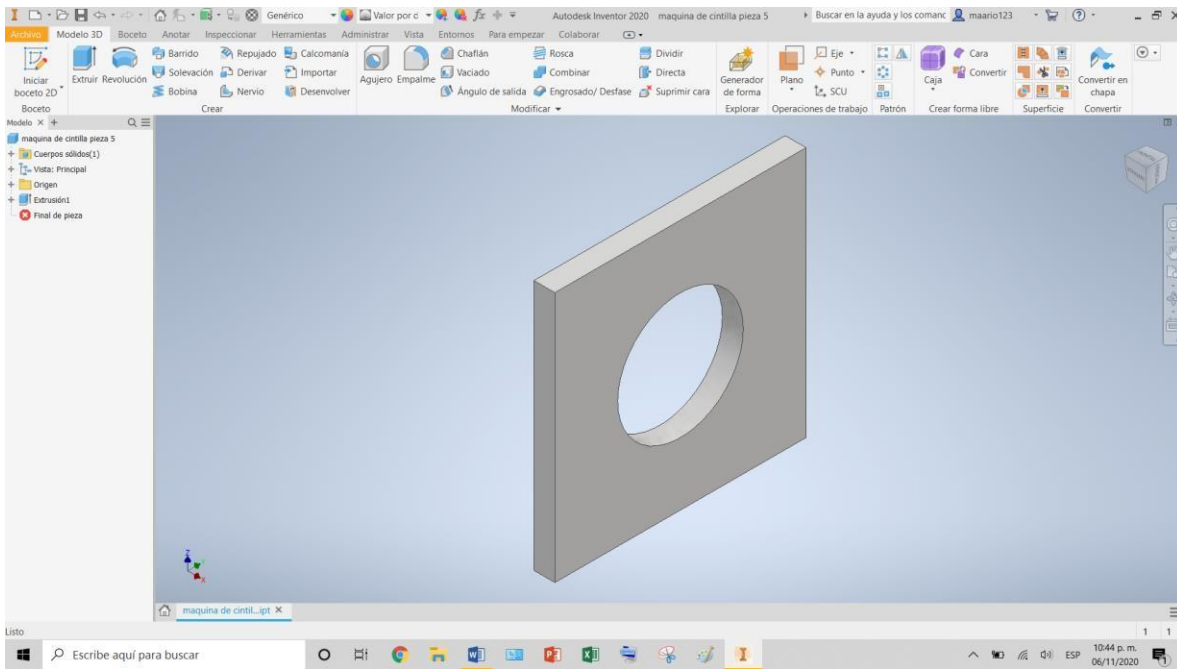 Genérico
Valor por c
Autodesk Inventor 2020 maquina de cintilla pieza 5
Buscar en la ayuda y los comanc
maario123
Archivo Modelo 3D Boceto Anotar Inspeccionar Herramientas Administrar Vista Entornos Para empezar Colaborar
Iniciar
boceto 2D
Extruir
Revolución
Barrido
Repujado
Calcomanía
Solevación
Derivar
Importar
Bobina
Nervio
Desenvolver
Agujero
Empalme
Chaflán
Rosca
Dividir
Vaciado
Combinar
Directa
Ángulo de salida
Engrosado/ Desfase
Suprimir cara
Generador
de forma
Plano
Eje
Punto
SCU
Caja
Cara
Convertir
Convertir en
chapa
Boceto
Crear
Modificar
Explorar
Operaciones de trabajo
Patrón
Crear forma libre
Superficie
Convertir
Modelo
maquina de cintilla pieza 5
Cuerpos sólidos(1)
Vista: Principal
Origen
Extrusión1
Final de pieza
Z
X
maquina de cintil...ipt
Listo
1 1
Escribe aquí para buscar
ESP
10:44 p. m.
06/11/2020